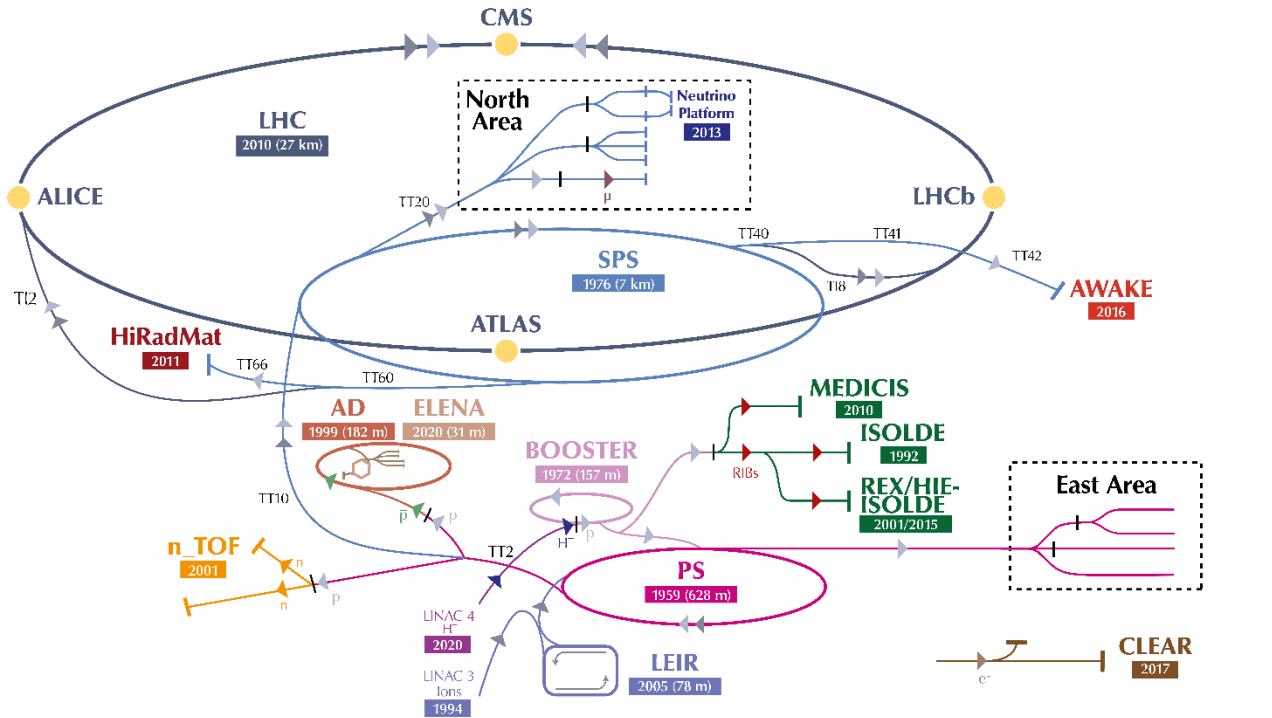 CMS
North
Area
Neutrino
Platform
2013
LHC
2010 (27 km)
μ
ALICE
LHCb
TT20
TT40
TT41
TT42
SPS
1976 (7 km)
TI8
AWAKE
2016
TI2
HiRadMat
2011
ATLAS
TT66
TT60
AD
1999 (182 m)
ELENA
2020 (31 m)
MEDICIS
2010
BOOSTER
1972 (157 m)
ISOLDE
1992
RIBs
REX/HIE-
ISOLDE
2001/2015
East Area
TT10
p̅
p
p
H⁻
n_TOF
2001
n
n
p
TT2
PS
1959 (628 m)
LINAC 4
H⁻
2020
LINAC 3
Ions
1994
LEIR
2005 (78 m)
e⁻
CLEAR
2017